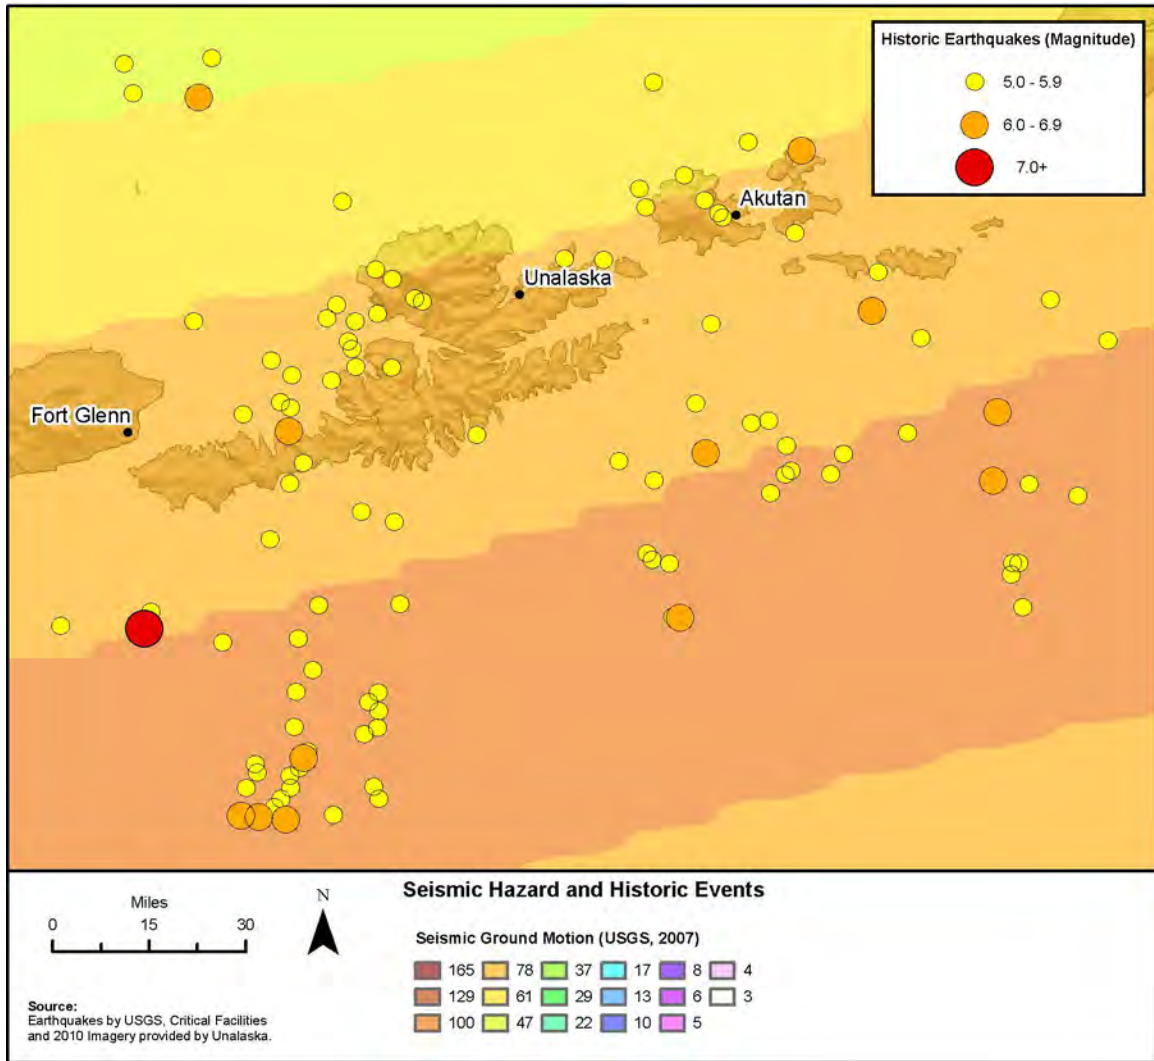 Historic Earthquakes (Magnitude)
5.0 - 5.9
6.0 - 6.9
7.0+
Akutan
Unalaska
Fort Glenn
Seismic Hazard and Historic Events
Miles
0 15 30
N
Seismic Ground Motion (USGS, 2007)
165 78 37 17 8 4
129 61 29 13 6 3
100 47 22 10 5
Source:
Earthquakes by USGS, Critical Facilities
and 2010 Imagery provided by Unalaska.